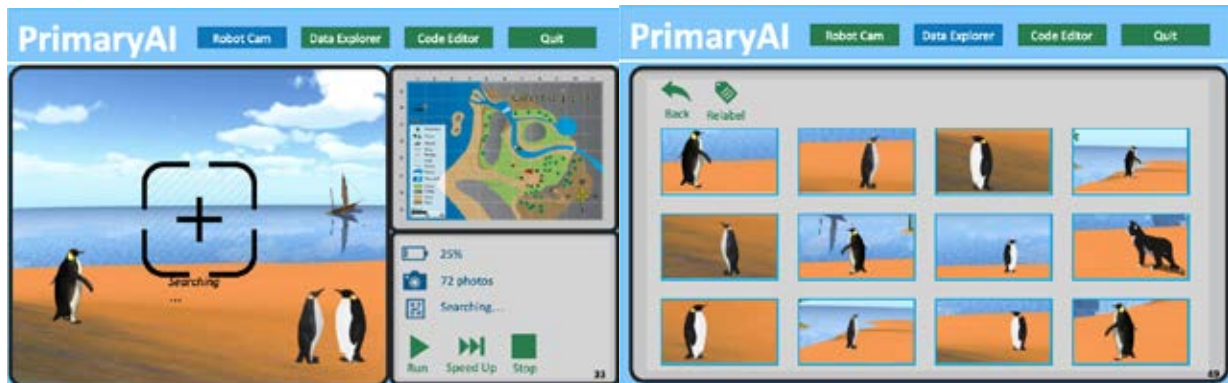 PrimaryAI
Robot Cam
Data Explorer
Code Editor
Quit
Searching
...
25%
72 photos
Searching...
Run
Speed Up
Stop
33
PrimaryAI
Robot Cam
Data Explorer
Code Editor
Quit
Back
Relabel
49